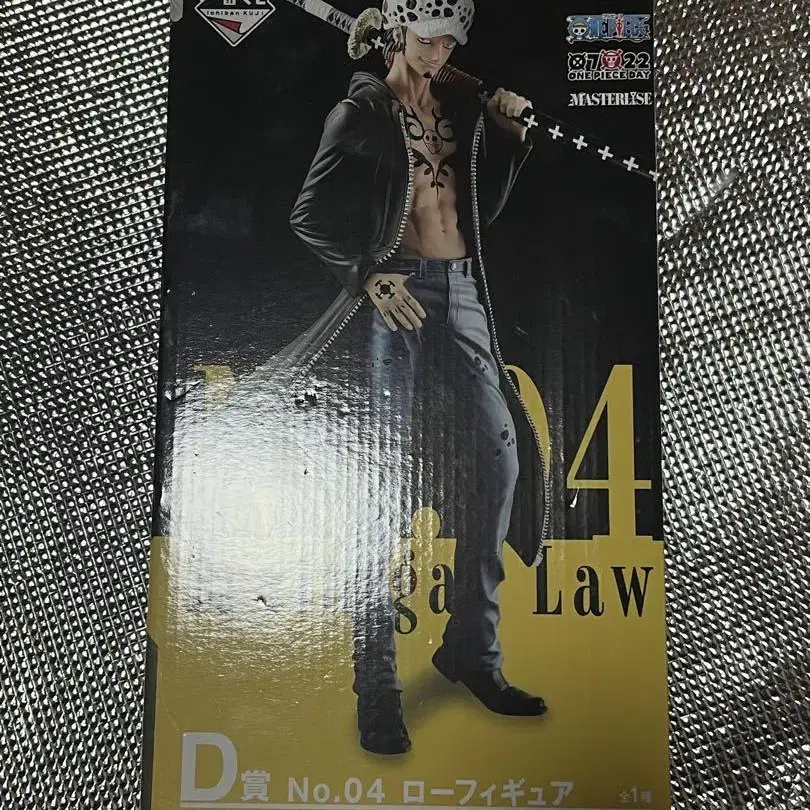 Ichiban KUJI
ONE PIECE
07 22
ONE PIECE DAY
MASTERLISE
04
Law
D賞 No.04 ローフィギュア 全1種